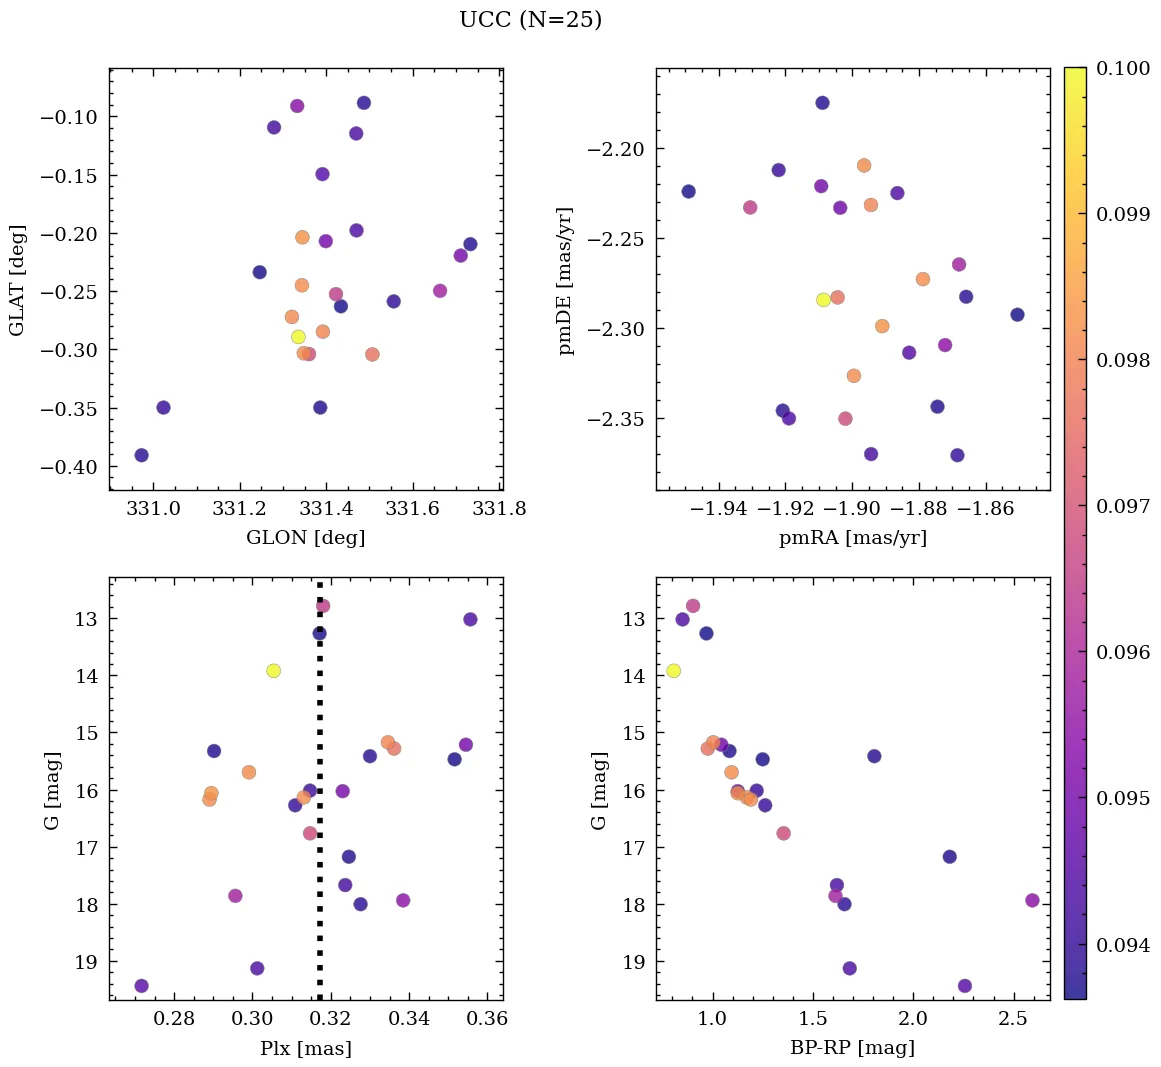 UCC (N=25)
−0.10
−0.15
−0.20
−0.25
−0.30
−0.35
−0.40
GLAT [deg]
331.0 331.2 331.4 331.6 331.8
GLON [deg]
−2.20
−2.25
−2.30
−2.35
pmDE [mas/yr]
−1.94 −1.92 −1.90 −1.88 −1.86
pmRA [mas/yr]
13
14
15
16
17
18
19
G [mag]
0.28 0.30 0.32 0.34 0.36
Plx [mas]
13
14
15
16
17
18
19
G [mag]
1.0 1.5 2.0 2.5
BP-RP [mag]
0.100
0.099
0.098
0.097
0.096
0.095
0.094